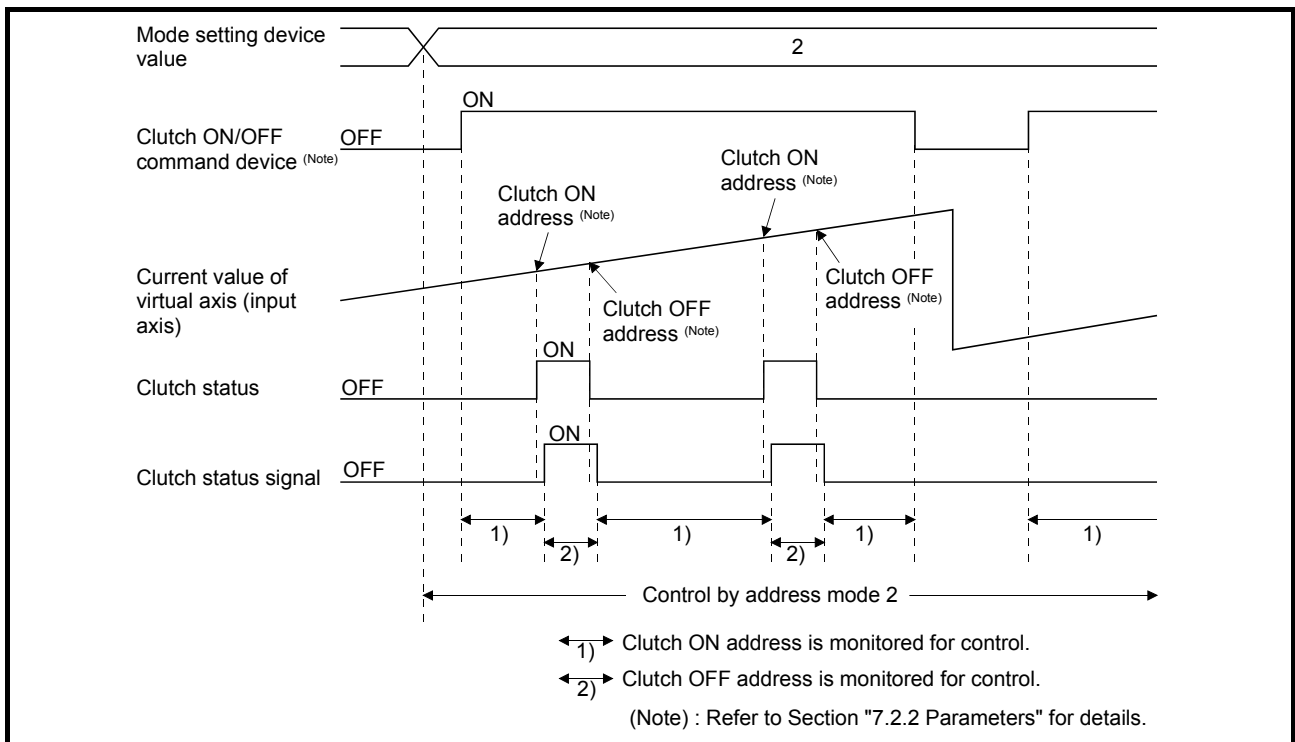 Mode setting device
value
2
ON
Clutch ON/OFF
command device (Note)
OFF
Clutch ON
address (Note)
Clutch ON
address (Note)
Current value of
virtual axis (input
axis)
Clutch OFF
address (Note)
Clutch OFF
address (Note)
ON
Clutch status
OFF
ON
Clutch status signal
OFF
1)
2)
1)
2)
1)
1)
Control by address mode 2
1) Clutch ON address is monitored for control.
2) Clutch OFF address is monitored for control.
(Note) : Refer to Section "7.2.2 Parameters" for details.